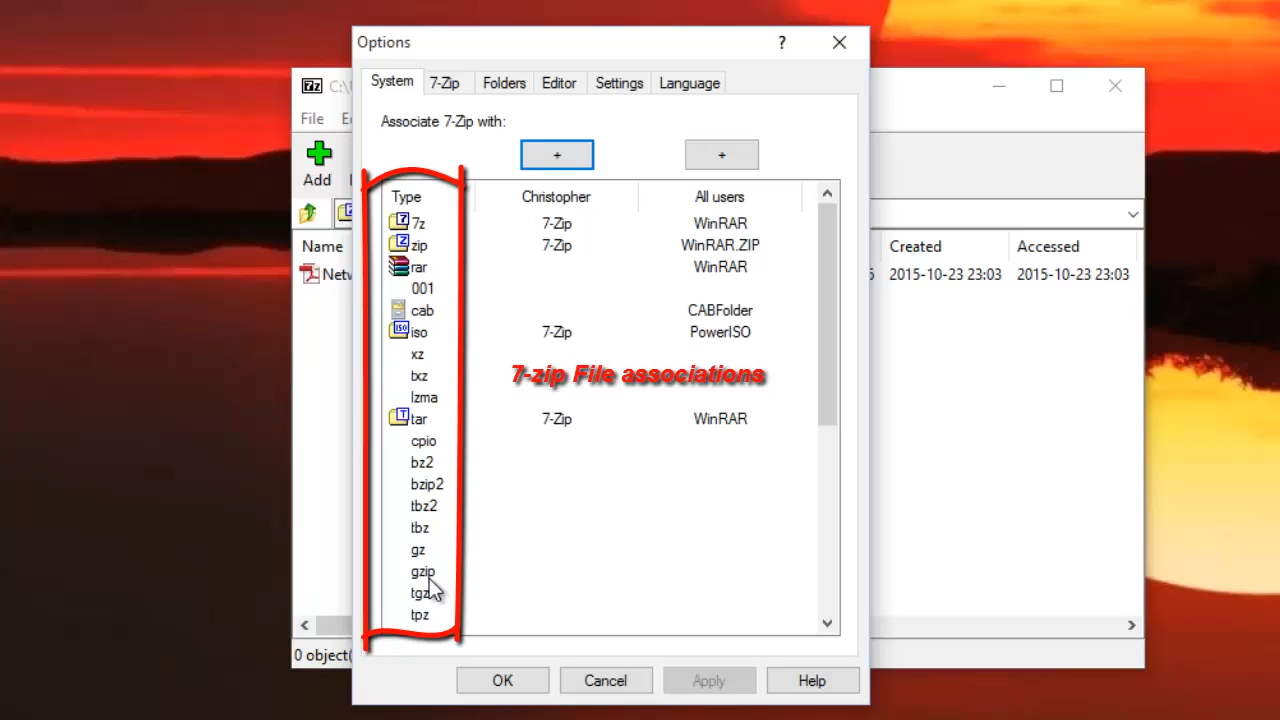 Options ?
System 7-Zip Folders Editor Settings Language
Associate 7-Zip with:
+ +
Type Christopher All users
7z 7-Zip WinRAR
zip 7-Zip WinRAR.ZIP
rar WinRAR
001
cab CABFolder
iso 7-Zip PowerISO
xz
txz
7-zip File associations
lzma
tar 7-Zip WinRAR
cpio
bz2
bzip2
tbz2
tbz
gz
gzip
tgz
tpz
OK Cancel Apply Help
7z C:\
File
Add
Name Created Accessed
2015-10-23 23:03 2015-10-23 23:03
0 object(